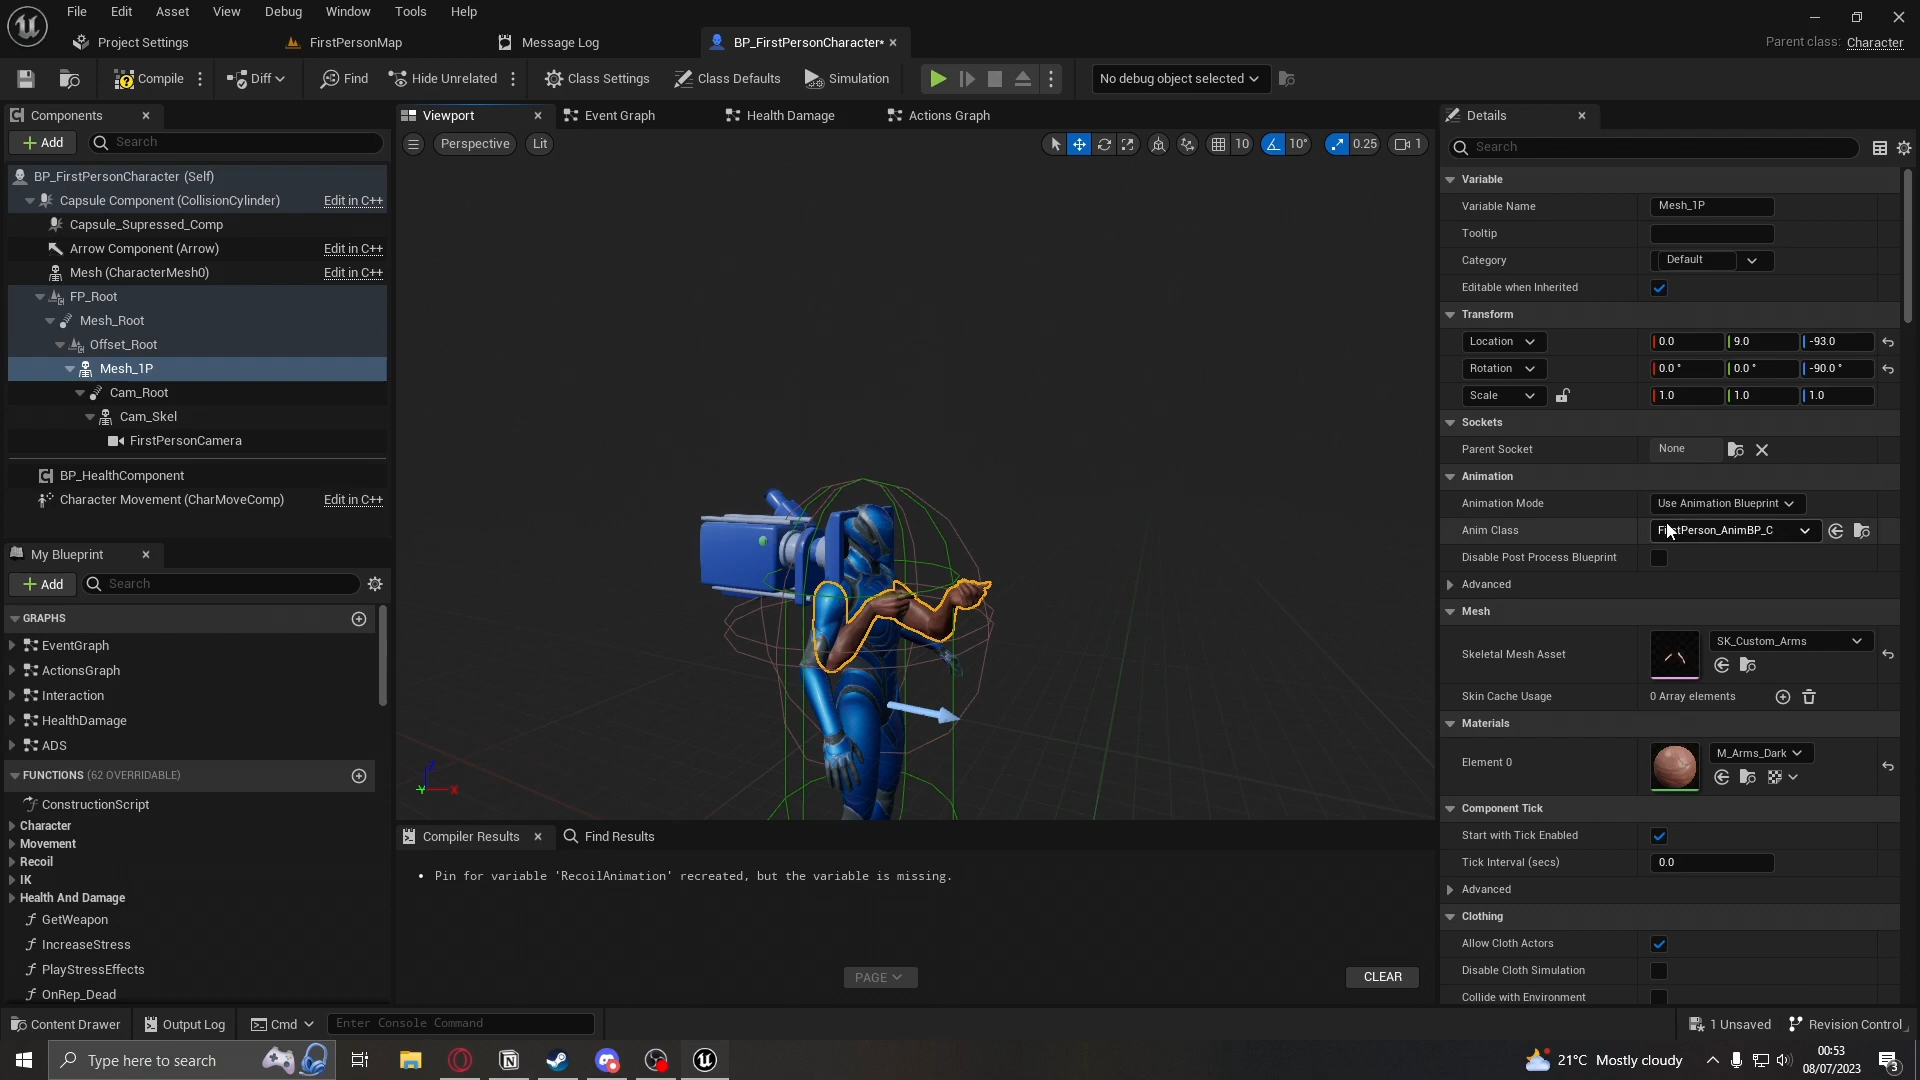 File Edit Asset View Debug Window Tools Help
Project Settings FirstPersonMap Message Log BP_FirstPersonCharacter* Parent class: Character
Compile Diff Find Hide Unrelated Class Settings Class Defaults Simulation No debug object selected
Components
Add Search
BP_FirstPersonCharacter (Self)
Capsule Component (CollisionCylinder) Edit in C++
Capsule_Supressed_Comp
Arrow Component (Arrow) Edit in C++
Mesh (CharacterMesh0) Edit in C++
FP_Root
Mesh_Root
Offset_Root
Mesh_1P
Cam_Root
Cam_Skel
FirstPersonCamera
BP_HealthComponent
Character Movement (CharMoveComp) Edit in C++
My Blueprint
Add Search
GRAPHS
EventGraph
ActionsGraph
Interaction
HealthDamage
ADS
FUNCTIONS (62 OVERRIDABLE)
ConstructionScript
Character
Movement
Recoil
IK
Health And Damage
GetWeapon
IncreaseStress
PlayStressEffects
OnRep_Dead
Viewport Event Graph Health Damage Actions Graph
Perspective Lit 10 10° 0.25 1
Z
Y X
Compiler Results Find Results
• Pin for variable 'RecoilAnimation' recreated, but the variable is missing.
PAGE CLEAR
Details
Search
Variable
Variable Name Mesh_1P
Tooltip
Category Default
Editable when Inherited
Transform
Location 0.0 9.0 -93.0
Rotation 0.0 ° 0.0 ° -90.0 °
Scale 1.0 1.0 1.0
Sockets
Parent Socket None
Animation
Animation Mode Use Animation Blueprint
Anim Class FirstPerson_AnimBP_C
Disable Post Process Blueprint
Advanced
Mesh
Skeletal Mesh Asset SK_Custom_Arms
Skin Cache Usage 0 Array elements
Materials
Element 0 M_Arms_Dark
Component Tick
Start with Tick Enabled
Tick Interval (secs) 0.0
Advanced
Clothing
Allow Cloth Actors
Disable Cloth Simulation
Collide with Environment
Content Drawer Output Log Cmd Enter Console Command 1 Unsaved Revision Control
Type here to search 21°C Mostly cloudy 00:53
08/07/2023 3